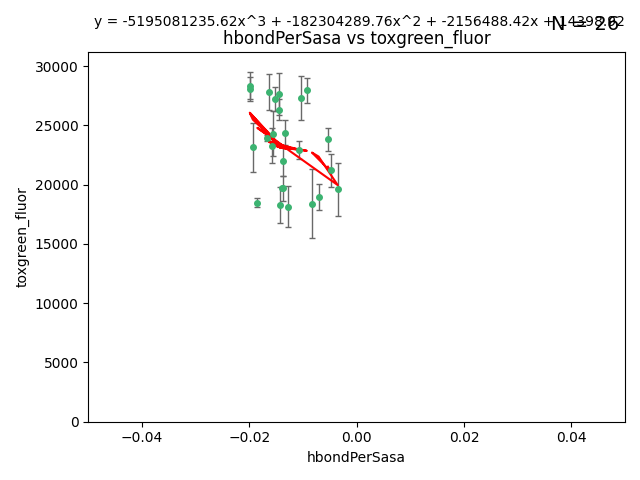 y = -5195081235.62x^3 + -182304289.76x^2 + -2156488.42x +
N = 26
hbondPerSasa vs toxgreen_fluor
30000
25000
20000
15000
10000
5000
0
toxgreen_fluor
−0.04
−0.02
0.00
0.02
0.04
hbondPerSasa